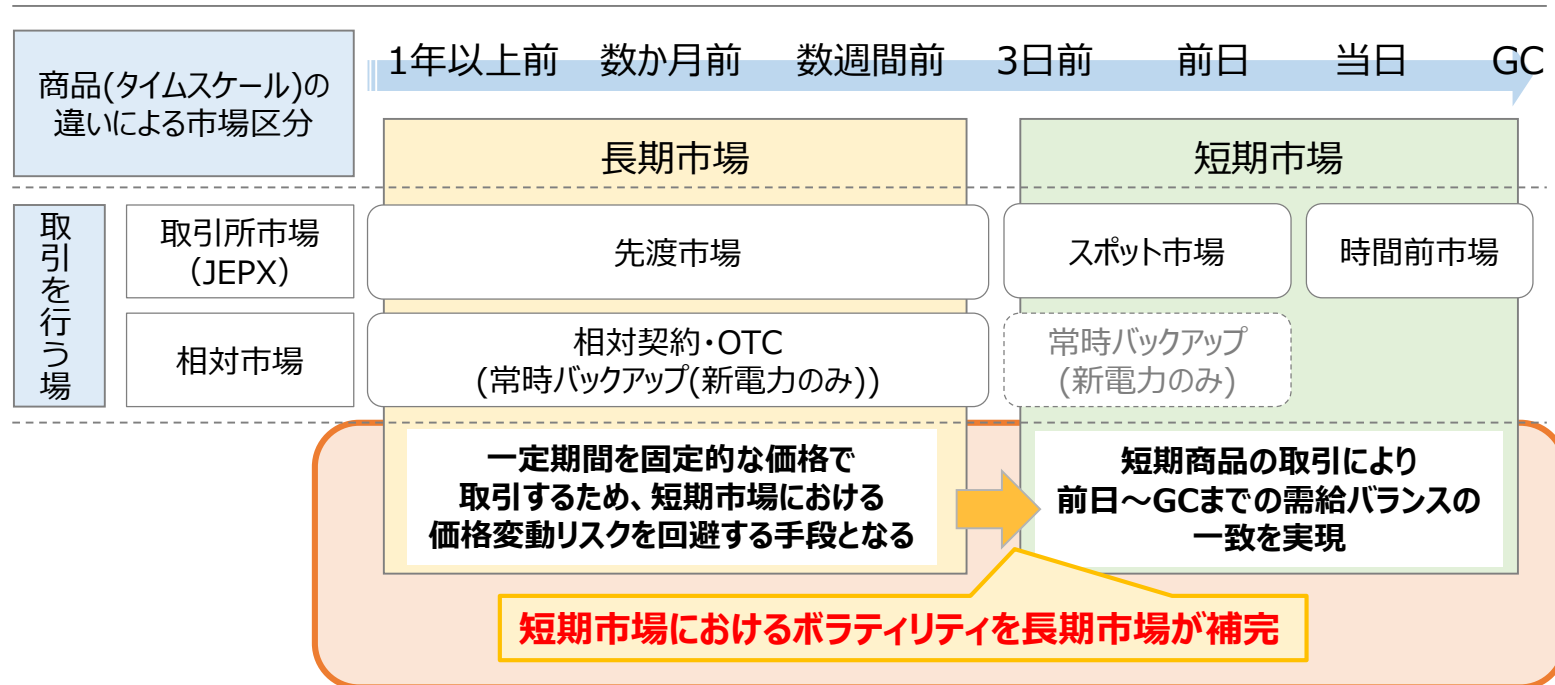 商品(タイムスケール)の
違いによる市場区分
1年以上前 数か月前 数週間前 3日前 前日 当日 GC
長期市場
短期市場
取引を行う場
取引所市場
(JEPX)
先渡市場
スポット市場
時間前市場
相対市場
相対契約・OTC
(常時バックアップ(新電力のみ))
常時バックアップ
(新電力のみ)
一定期間を固定的な価格で
取引するため、短期市場における
価格変動リスクを回避する手段となる
短期商品の取引により
前日～GCまでの需給バランスの
一致を実現
短期市場におけるボラティリティを長期市場が補完